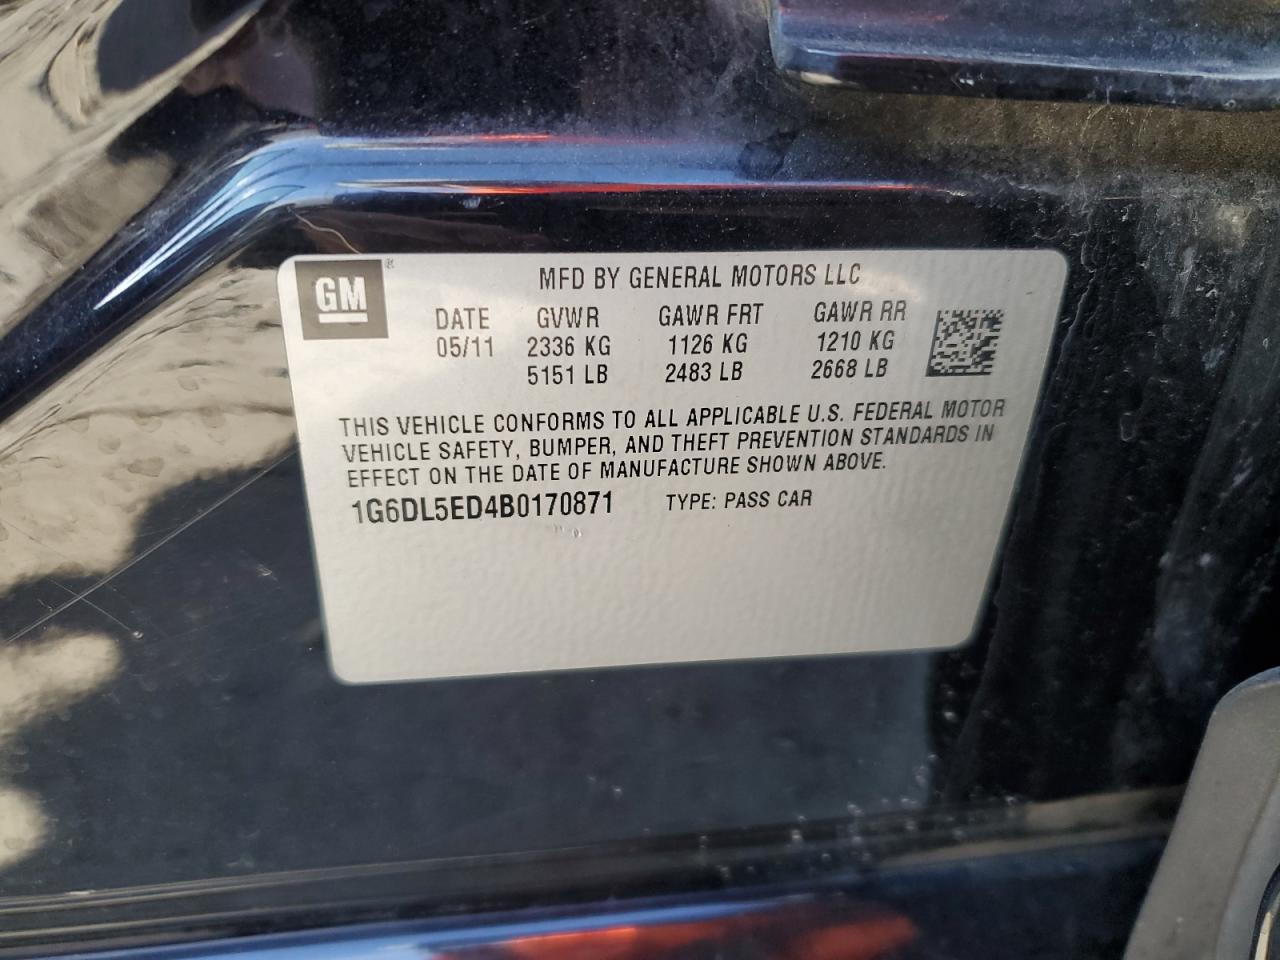 GM®
MFD BY GENERAL MOTORS LLC
DATE GVWR GAWR FRT GAWR RR
05/11 2336 KG 1126 KG 1210 KG
5151 LB 2483 LB 2668 LB
THIS VEHICLE CONFORMS TO ALL APPLICABLE U.S. FEDERAL MOTOR
VEHICLE SAFETY, BUMPER, AND THEFT PREVENTION STANDARDS IN
EFFECT ON THE DATE OF MANUFACTURE SHOWN ABOVE.
1G6DL5ED4B0170871 TYPE: PASS CAR